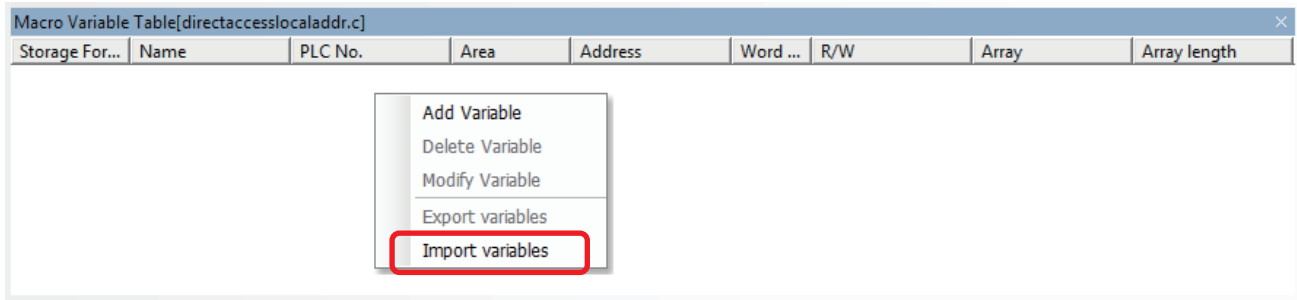 Macro Variable Table[directaccesslocaladdr.c]
Storage For... Name PLC No. Area Address Word ... R/W Array Array length
Add Variable
Delete Variable
Modify Variable
Export variables
Import variables